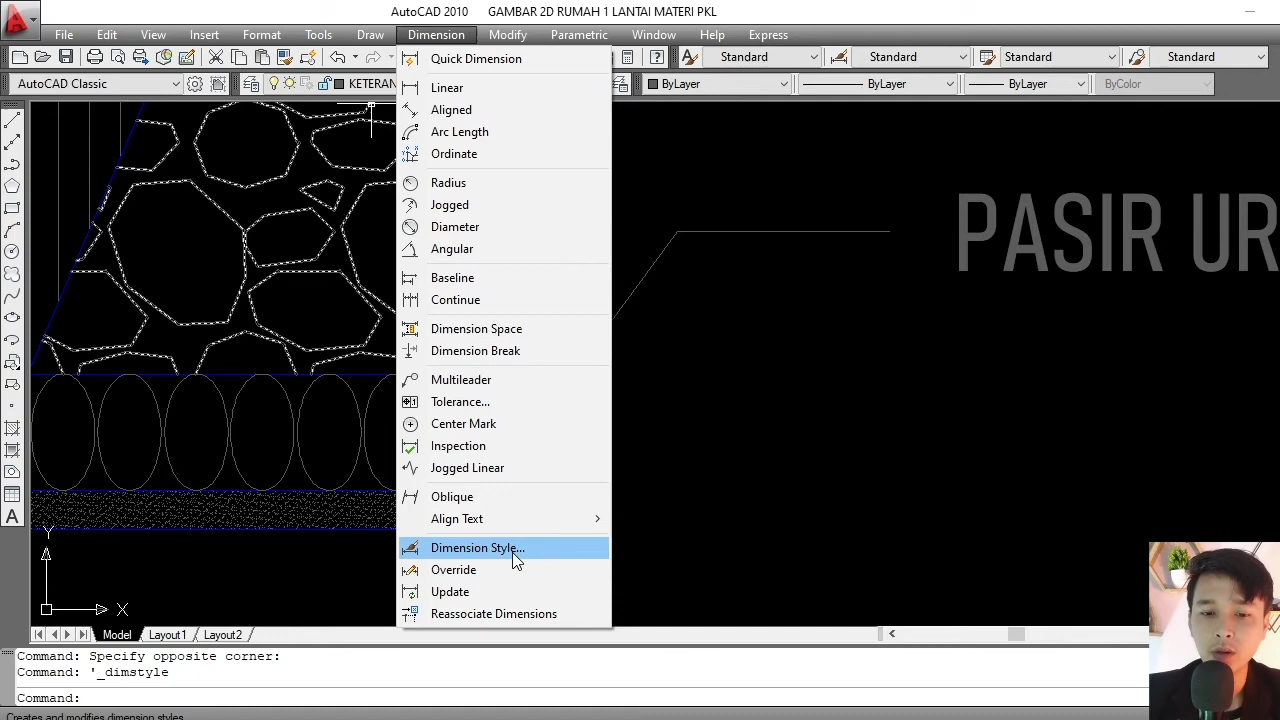 AutoCAD 2010 GAMBAR 2D RUMAH 1 LANTAI MATERI PKL
File Edit View Insert Format Tools Draw Dimension Modify Parametric Window Help Express
Standard Standard Standard Standard
AutoCAD Classic KETERAN ByLayer ByLayer ByLayer ByColor
Quick Dimension
Linear
Aligned
Arc Length
Ordinate
Radius
Jogged
Diameter
Angular
Baseline
Continue
Dimension Space
Dimension Break
Multileader
Tolerance...
Center Mark
Inspection
Jogged Linear
Oblique
Align Text
Dimension Style...
Override
Update
Reassociate Dimensions
PASIR UR
A
Y
X
Model Layout1 Layout2
Command: Specify opposite corner:
Command: '_dimstyle
Command:
Creates and modifies dimension styles